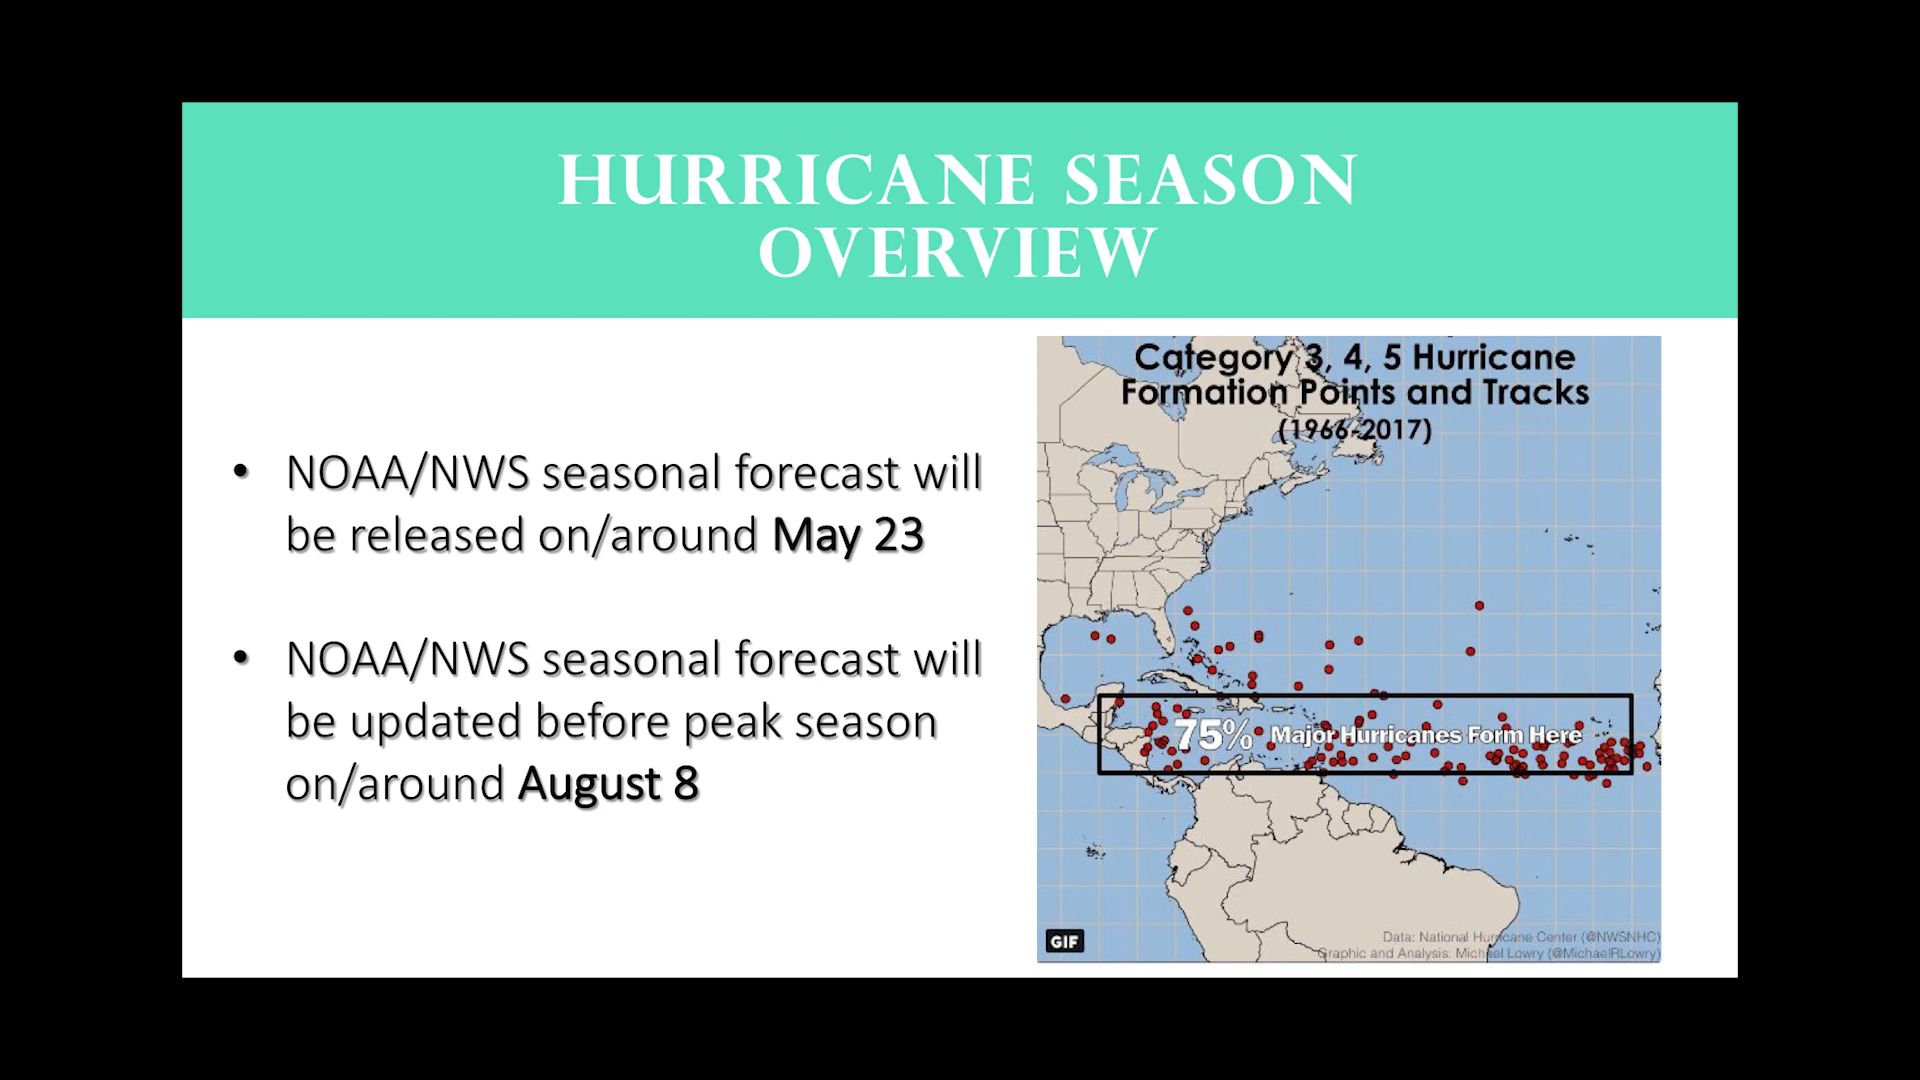 HURRICANE SEASON
OVERVIEW
• NOAA/NWS seasonal forecast will
be released on/around May 23
• NOAA/NWS seasonal forecast will
be updated before peak season
on/around August 8
Category 3, 4, 5 Hurricane
Formation Points and Tracks
(1966-2017)
75% Major Hurricanes Form Here
GIF
Data: National Hurricane Center (@NWSNHC)
Graphic and Analysis: Michael Lowry (@MichaelRLowry)